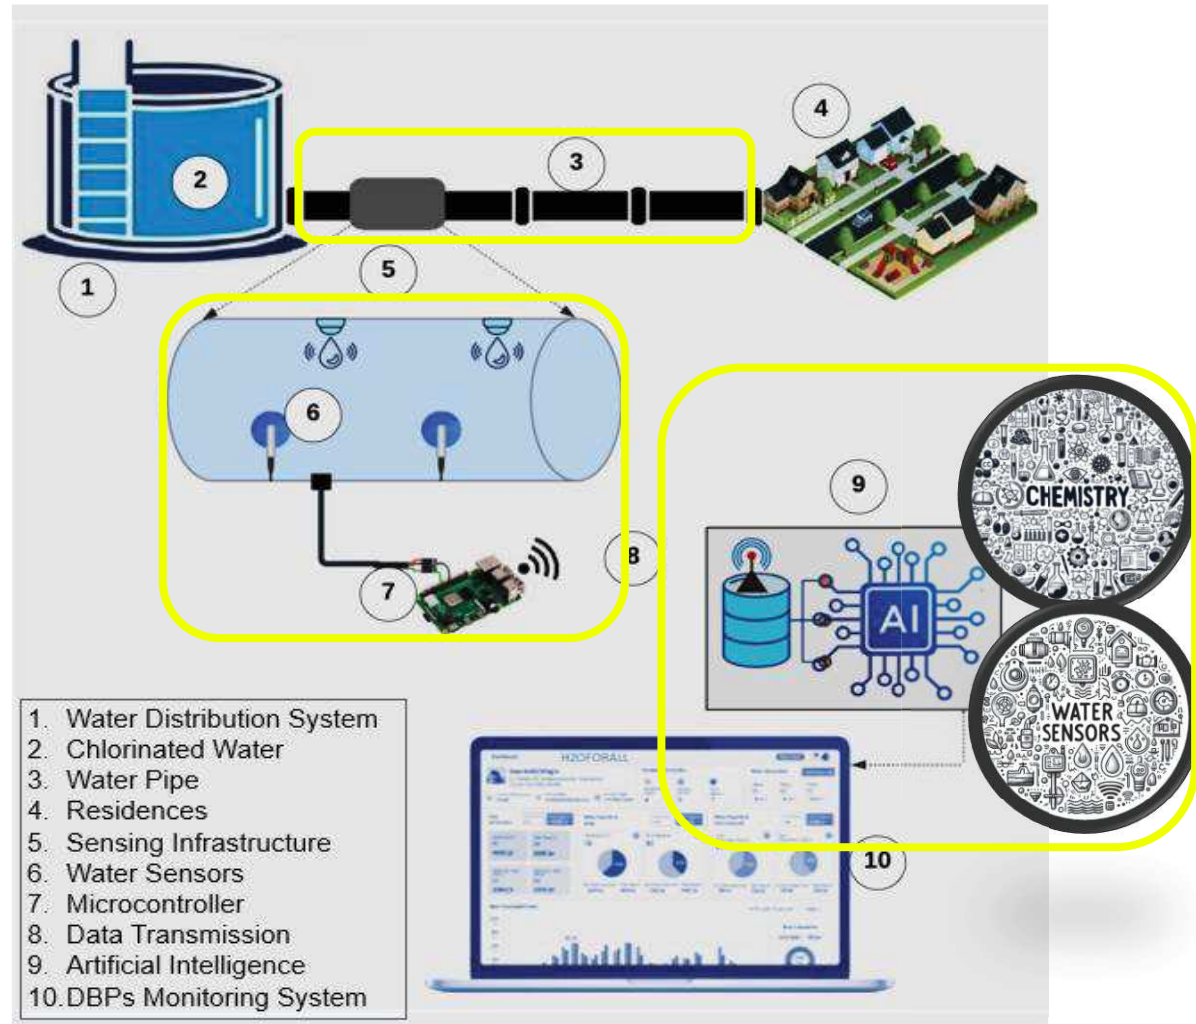 4
3
2
5
1
6
9
CHEMISTRY
8
7
AI
WATER
SENSORS
H2OFOBALL
10
1. Water Distribution System
2. Chlorinated Water
3. Water Pipe
4. Residences
5. Sensing Infrastructure
6. Water Sensors
7. Microcontroller
8. Data Transmission
9. Artificial Intelligence
10.DBPs Monitoring System